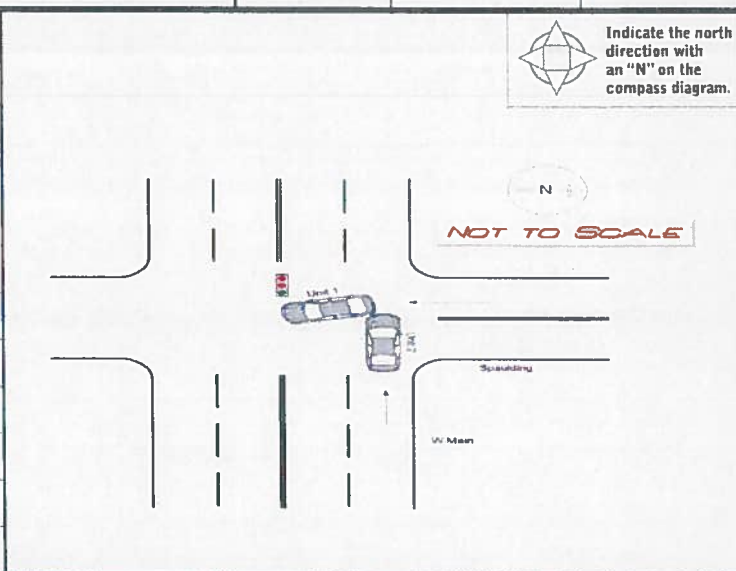 Indicate the north
direction with
an "N" on the
compass diagram.
N
NOT TO SCALE
Unit 1
Spaulding
W Main